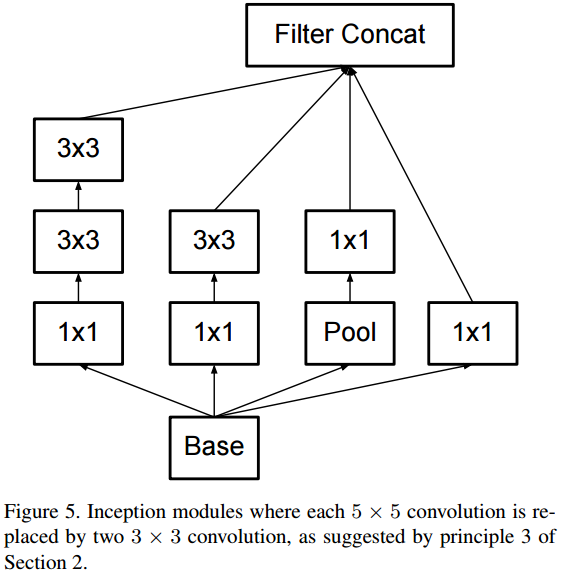 Filter Concat
3x3
3x3
3x3
1x1
1x1
1x1
Pool
1x1
Base
Figure 5. Inception modules where each 5 × 5 convolution is re-
placed by two 3 × 3 convolution, as suggested by principle 3 of
Section 2.